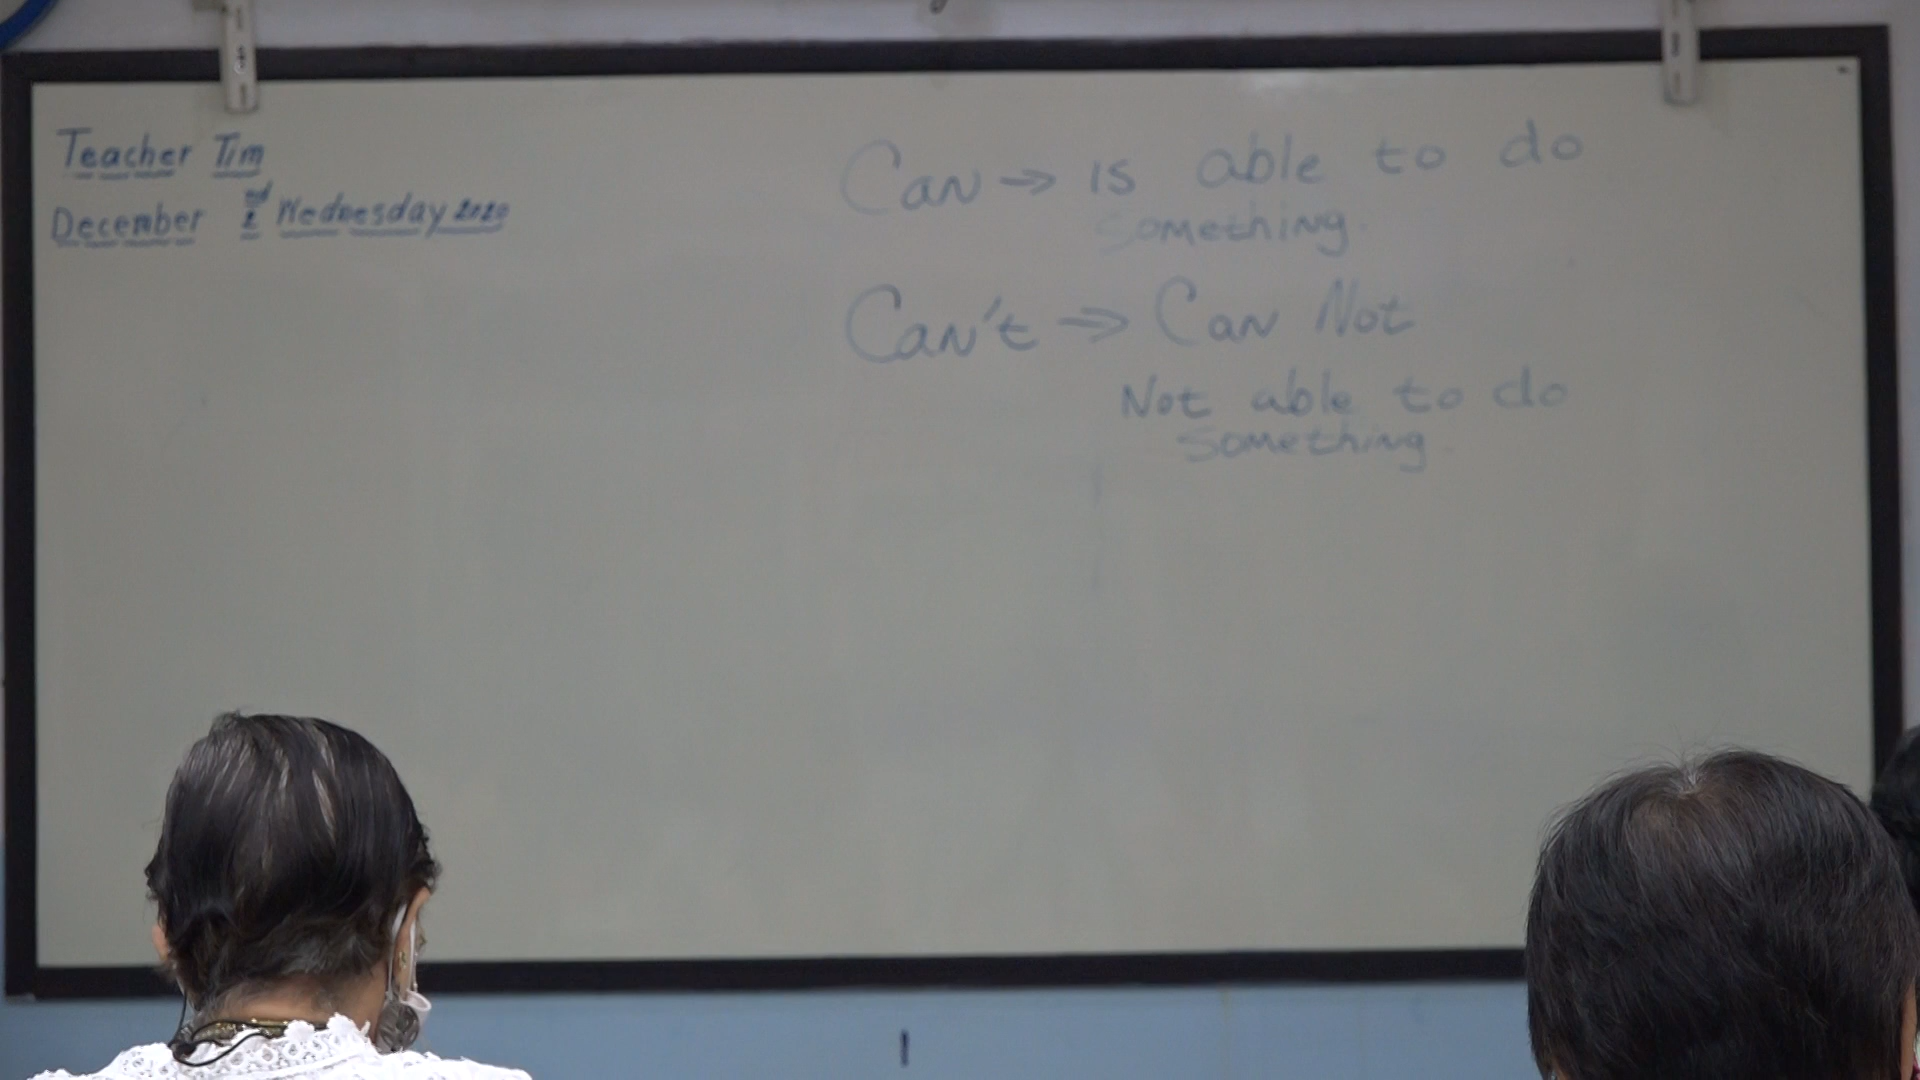 Teacher Tim
December 2nd Wednesday 2020
Can → is able to do
something.
Can't ⇒ Can Not
Not able to do
something.